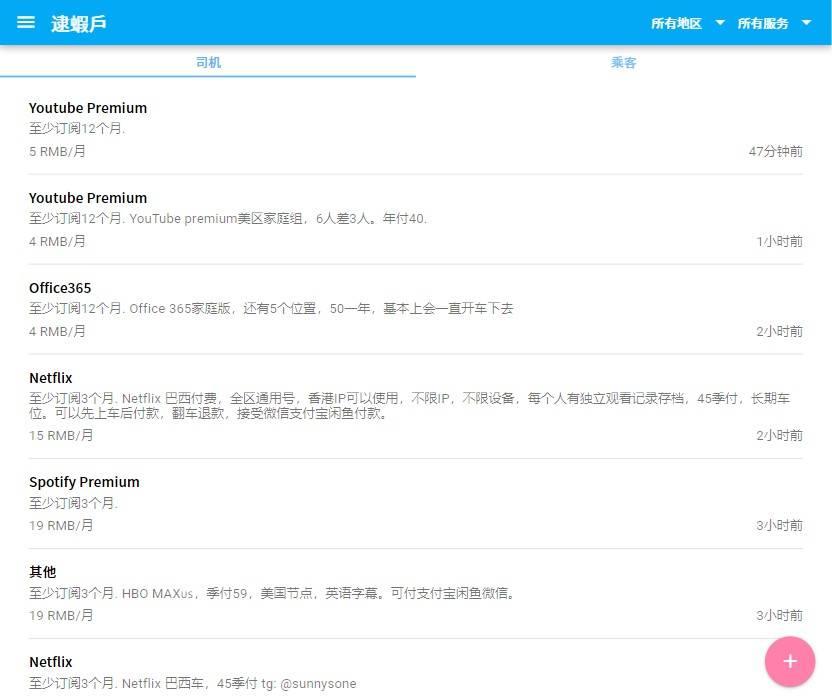 逮蝦戶
所有地区
所有服务
司机
乘客
Youtube Premium
至少订阅12个月.
5 RMB/月
47分钟前
Youtube Premium
至少订阅12个月. YouTube premium美区家庭组，6人差3人。年付40.
4 RMB/月
1小时前
Office365
至少订阅12个月. Office 365家庭版，还有5个位置，50一年，基本上会一直开车下去
4 RMB/月
2小时前
Netflix
至少订阅3个月. Netflix 巴西付费，全区通用号，香港IP可以使用，不限IP，不限设备，每个人有独立观看记录存档，45季付，长期车
位。可以先上车后付款，翻车退款，接受微信支付宝闲鱼付款。
15 RMB/月
2小时前
Spotify Premium
至少订阅3个月.
19 RMB/月
3小时前
其他
至少订阅3个月. HBO MAXus，季付59，美国节点，英语字幕。可付支付宝闲鱼微信。
19 RMB/月
3小时前
Netflix
至少订阅3个月. Netflix 巴西车，45季付 tg: @sunnysone